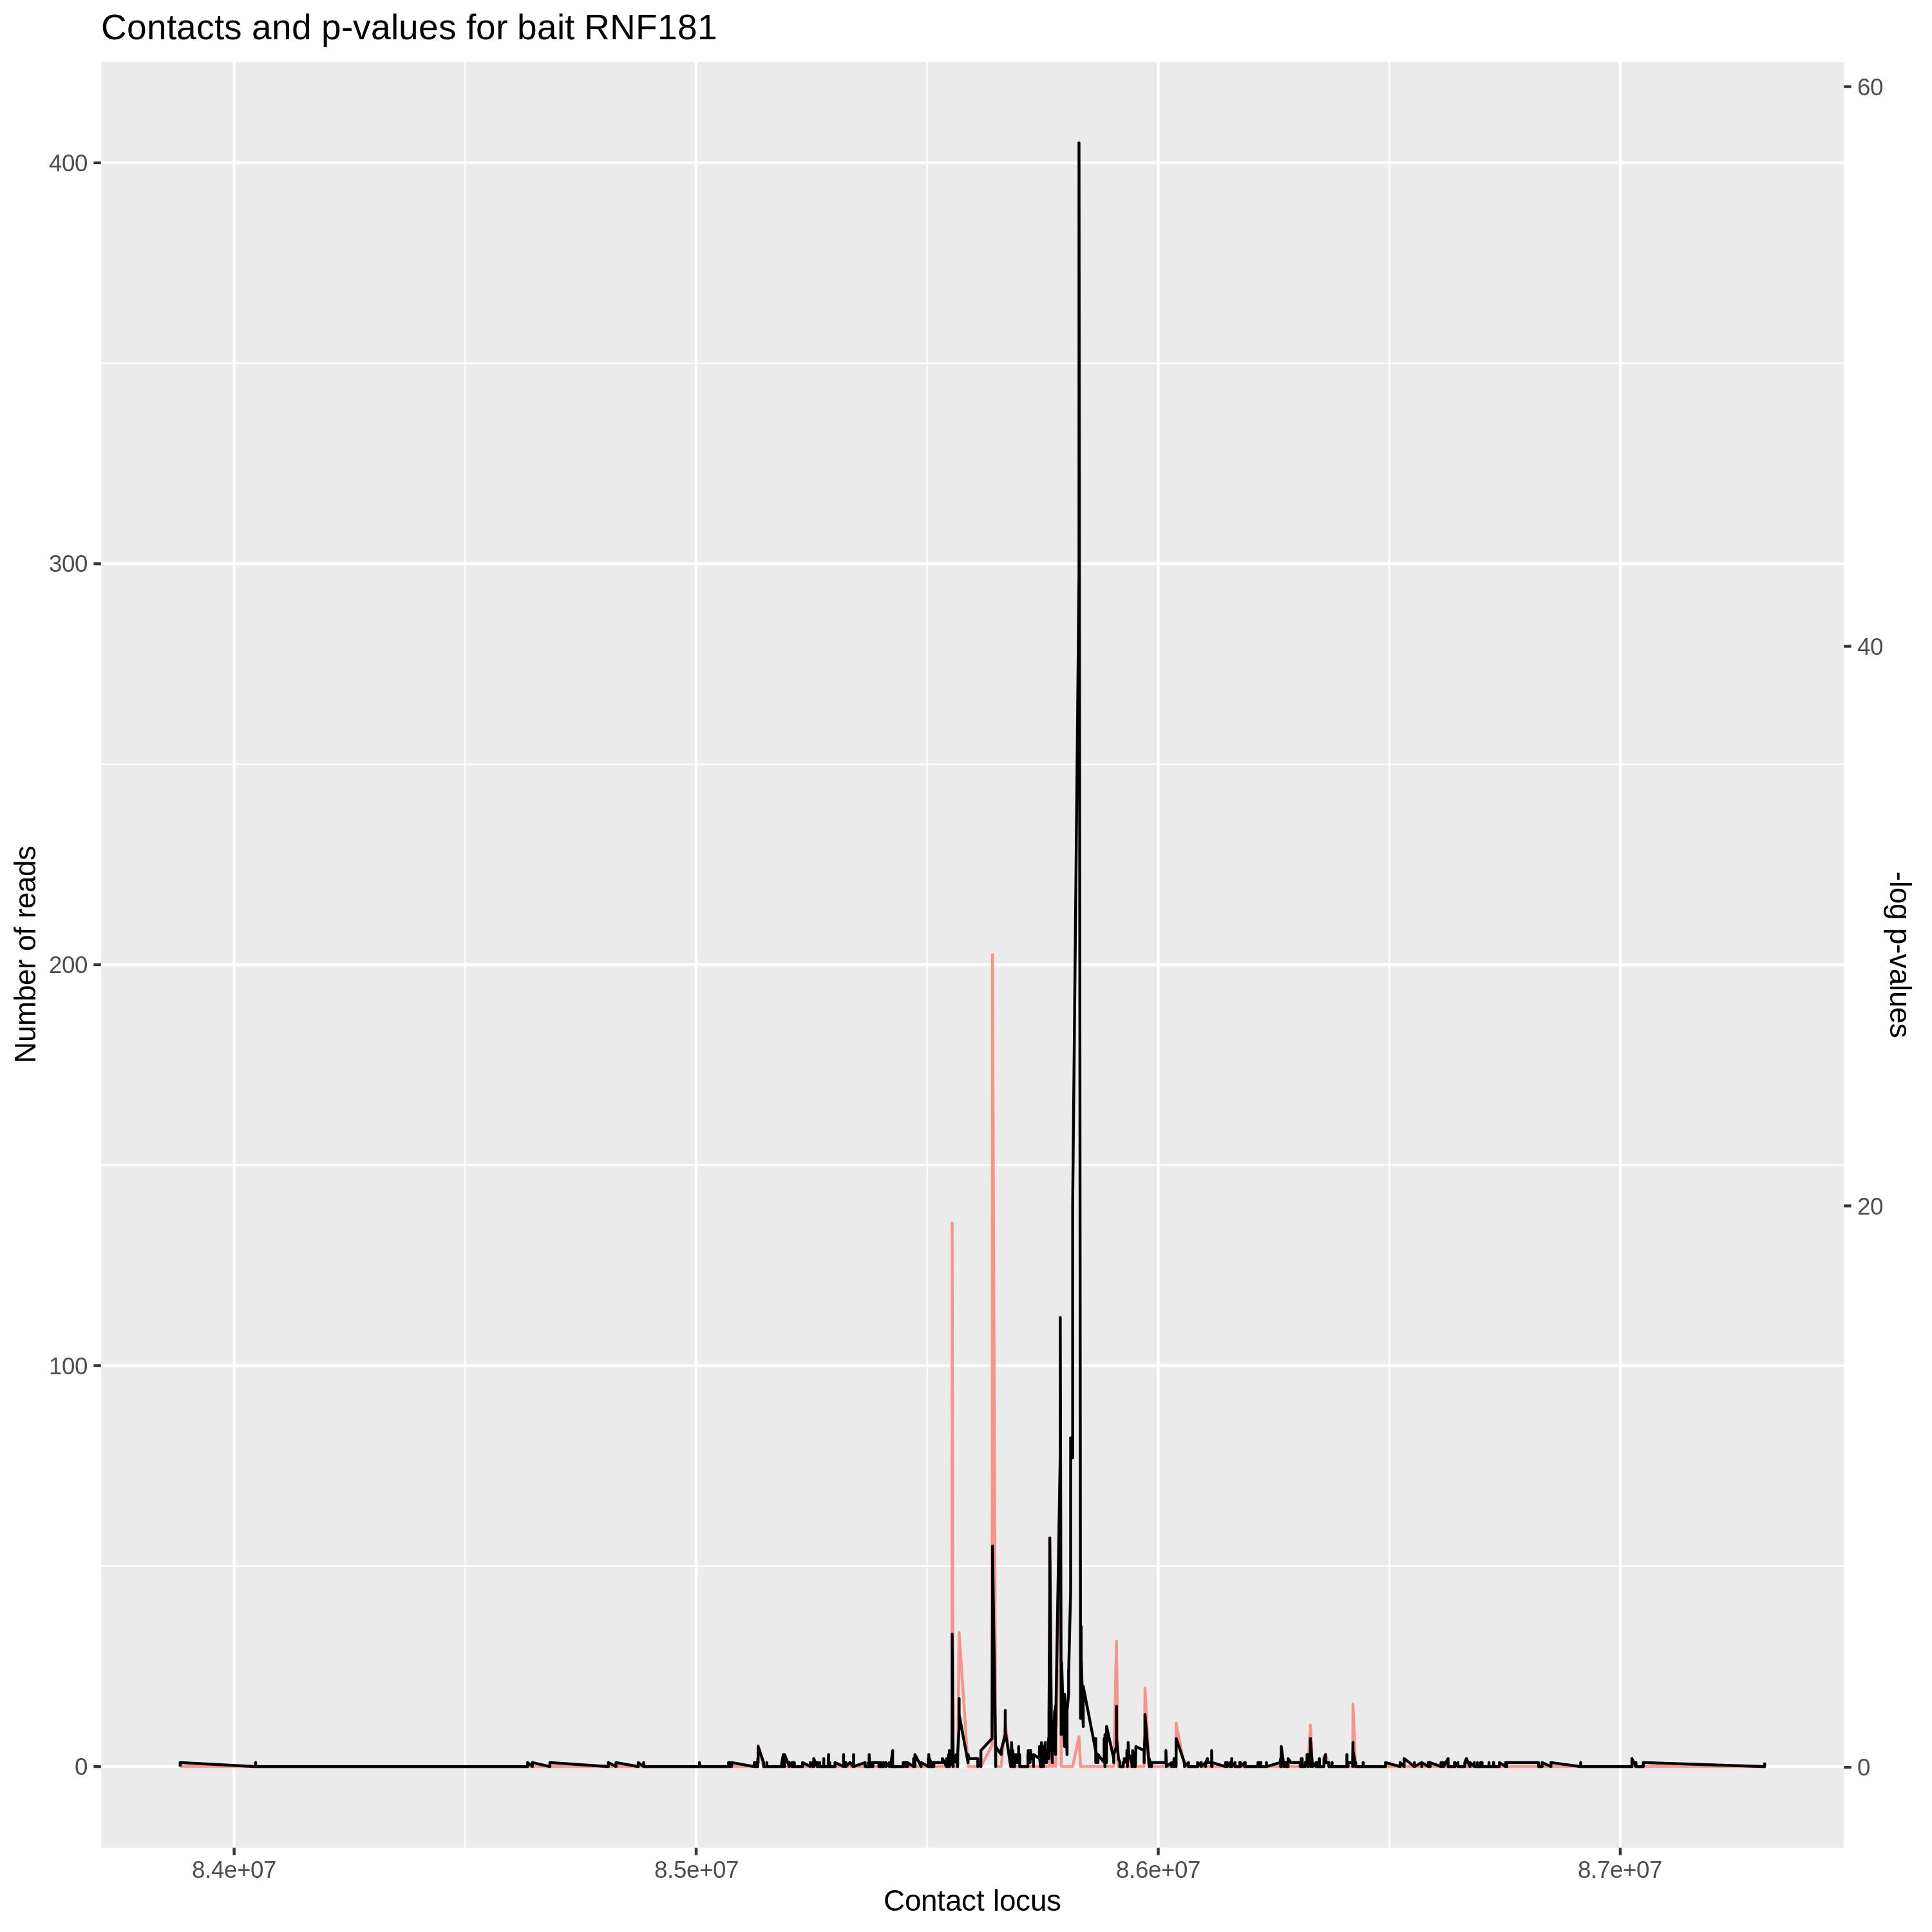 Contacts and p-values for bait RNF181
60
400
300
40
Number of reads
-log p-values
200
20
100
0
0
8.4e+07
8.5e+07
8.6e+07
8.7e+07
Contact locus